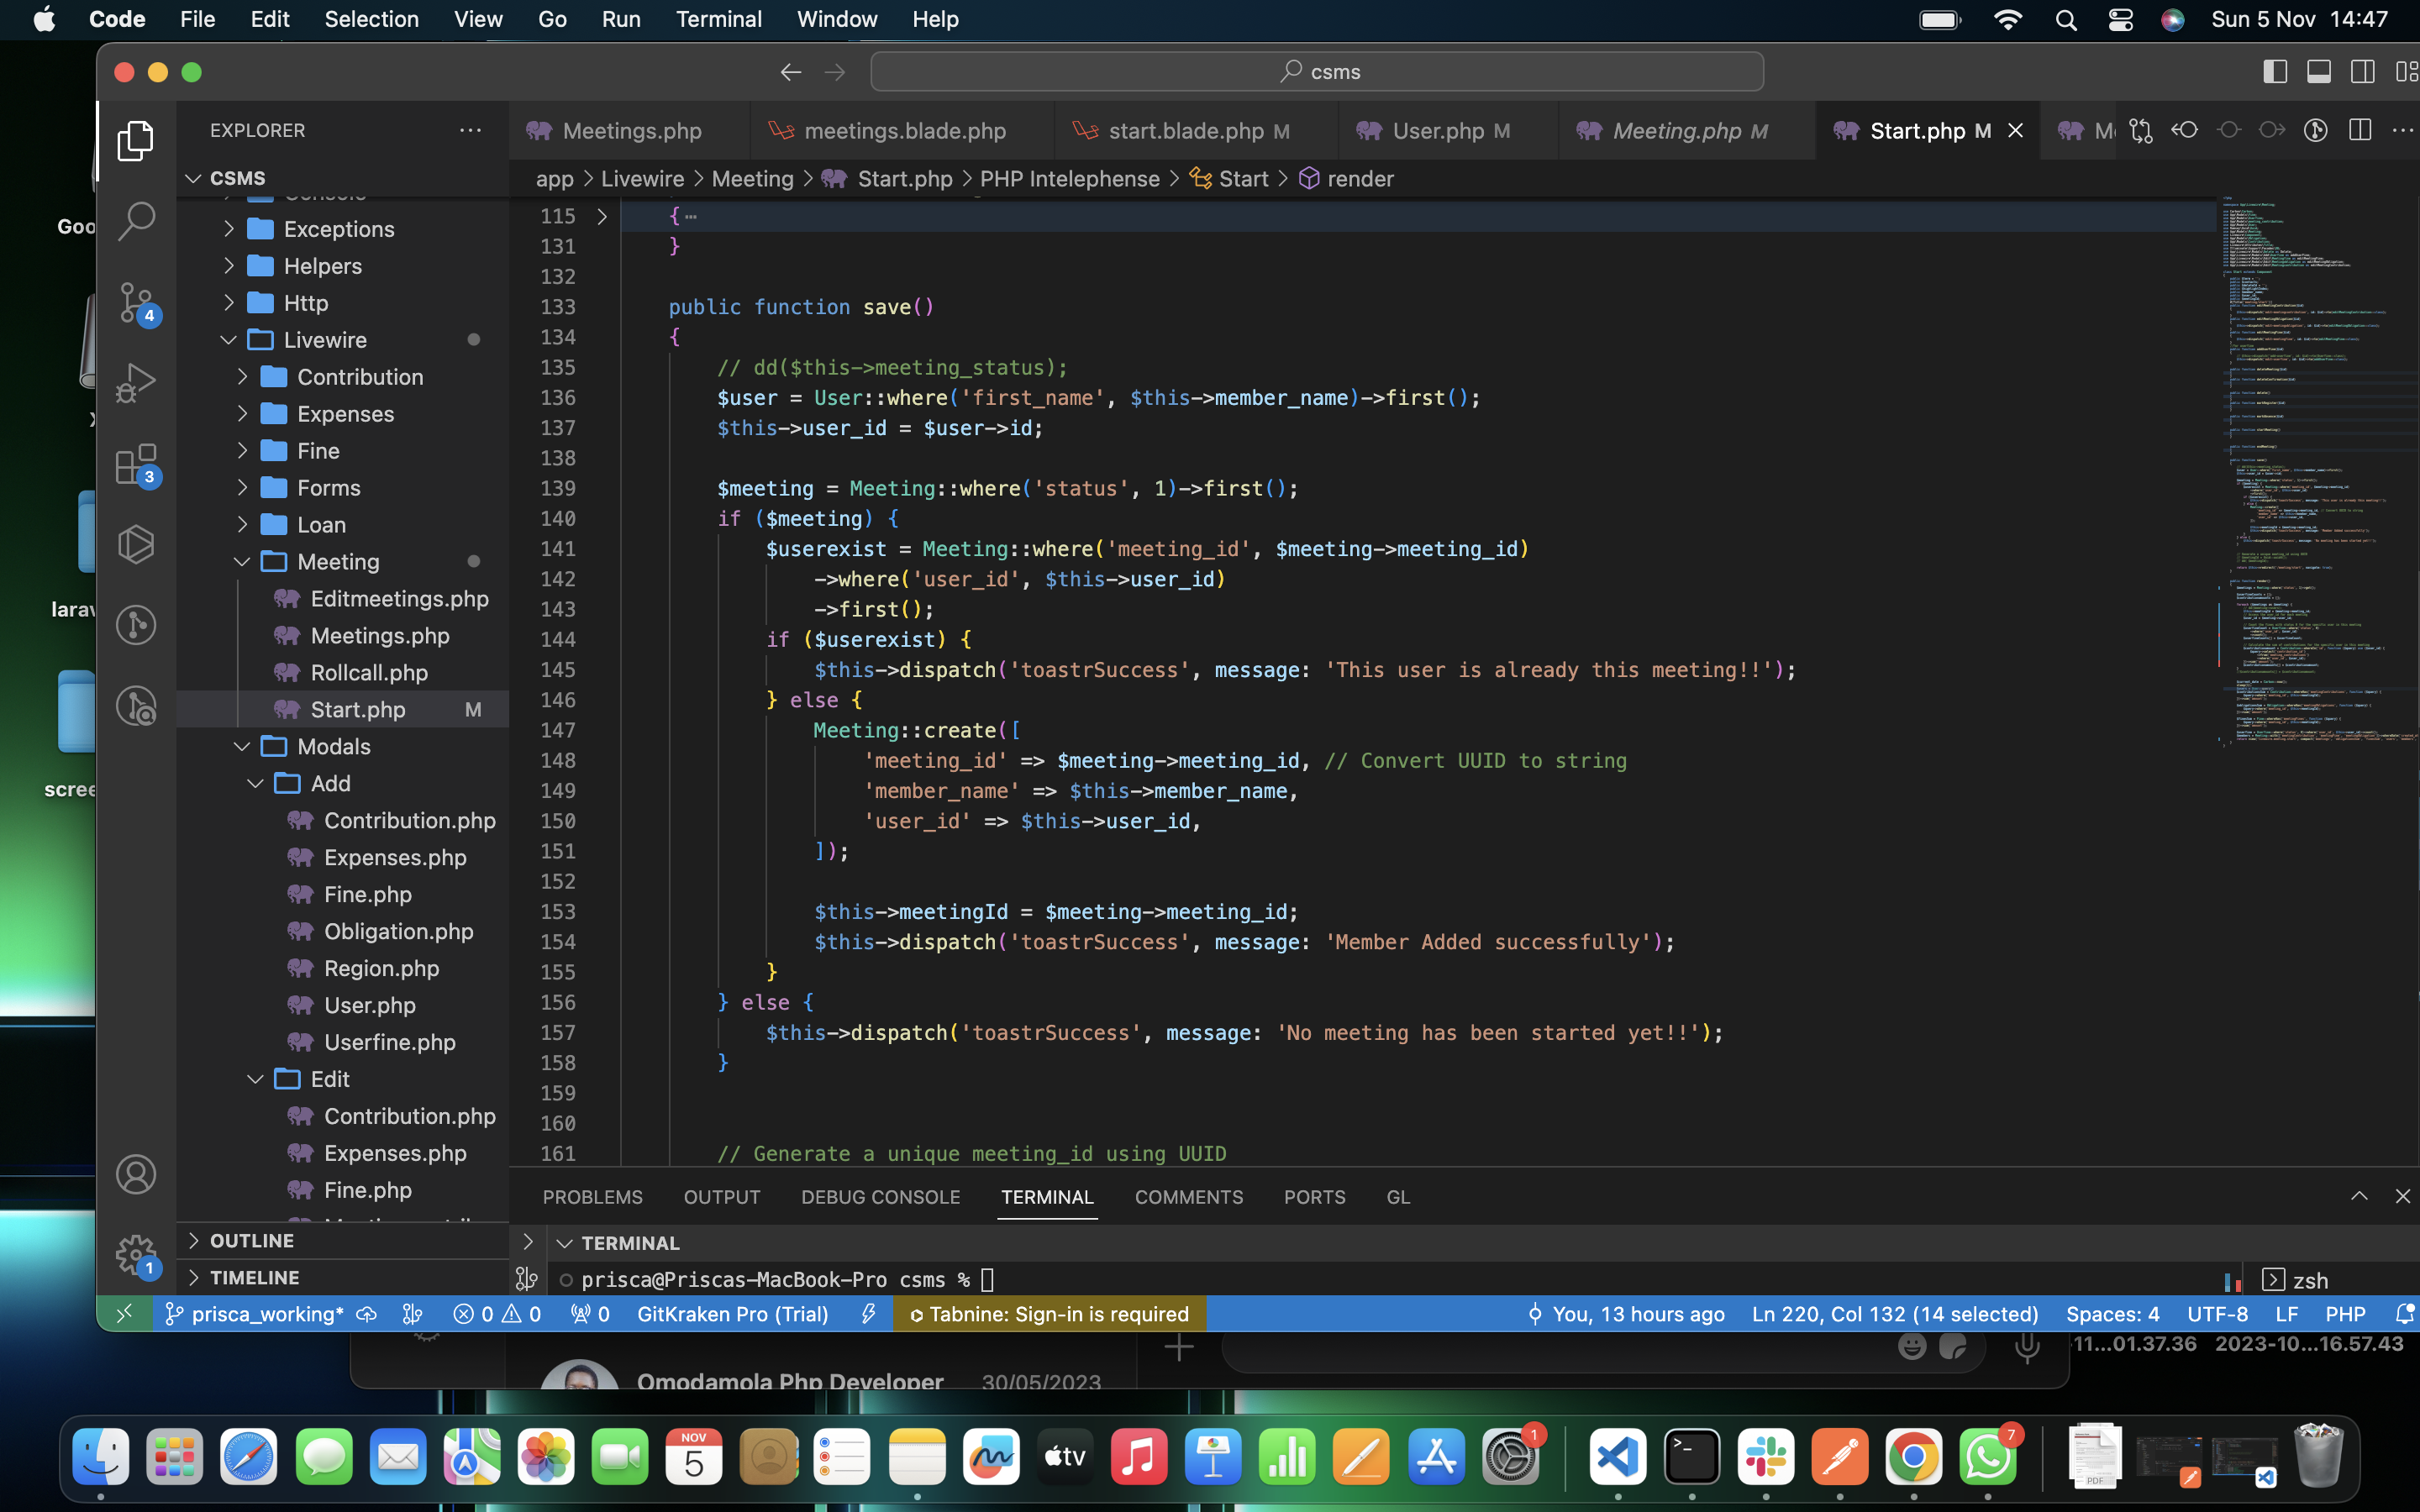 Code File Edit Selection View Go Run Terminal Window Help Sun 5 Nov 14:47
csms
EXPLORER
Meetings.php
meetings.blade.php
start.blade.php M
User.php M
Meeting.php M
Start.php M
CSMS
app > Livewire > Meeting > Start.php > PHP Intelephense > Start > render
Exceptions
Helpers
Http
Livewire
Contribution
Expenses
Fine
Forms
Loan
Meeting
Editmeetings.php
Meetings.php
Rollcall.php
Start.php M
Modals
Add
Contribution.php
Expenses.php
Fine.php
Obligation.php
Region.php
User.php
Userfine.php
Edit
Contribution.php
Expenses.php
Fine.php
OUTLINE
TIMELINE
4
3
1
115 { ⋯
131 }
132
133 public function save()
134 {
135 // dd($this->meeting_status);
136 $user = User::where('first_name', $this->member_name)->first();
137 $this->user_id = $user->id;
138
139 $meeting = Meeting::where('status', 1)->first();
140 if ($meeting) {
141 $userexist = Meeting::where('meeting_id', $meeting->meeting_id)
142 ->where('user_id', $this->user_id)
143 ->first();
144 if ($userexist) {
145 $this->dispatch('toastrSuccess', message: 'This user is already this meeting!!');
146 } else {
147 Meeting::create([
148 'meeting_id' => $meeting->meeting_id, // Convert UUID to string
149 'member_name' => $this->member_name,
150 'user_id' => $this->user_id,
151 ]);
152
153 $this->meetingId = $meeting->meeting_id;
154 $this->dispatch('toastrSuccess', message: 'Member Added successfully');
155 }
156 } else {
157 $this->dispatch('toastrSuccess', message: 'No meeting has been started yet!!');
158 }
159
160
161 // Generate a unique meeting_id using UUID
PROBLEMS OUTPUT DEBUG CONSOLE TERMINAL COMMENTS PORTS GL
TERMINAL
prisca@Priscas-MacBook-Pro csms %
zsh
prisca_working* 0 0 0 GitKraken Pro (Trial) Tabnine: Sign-in is required You, 13 hours ago Ln 220, Col 132 (14 selected) Spaces: 4 UTF-8 LF PHP
11...01.37.36 2023-10...16.57.43
Omodamola Php Developer 30/05/2023
NOV
5
tv
1
7
PDF